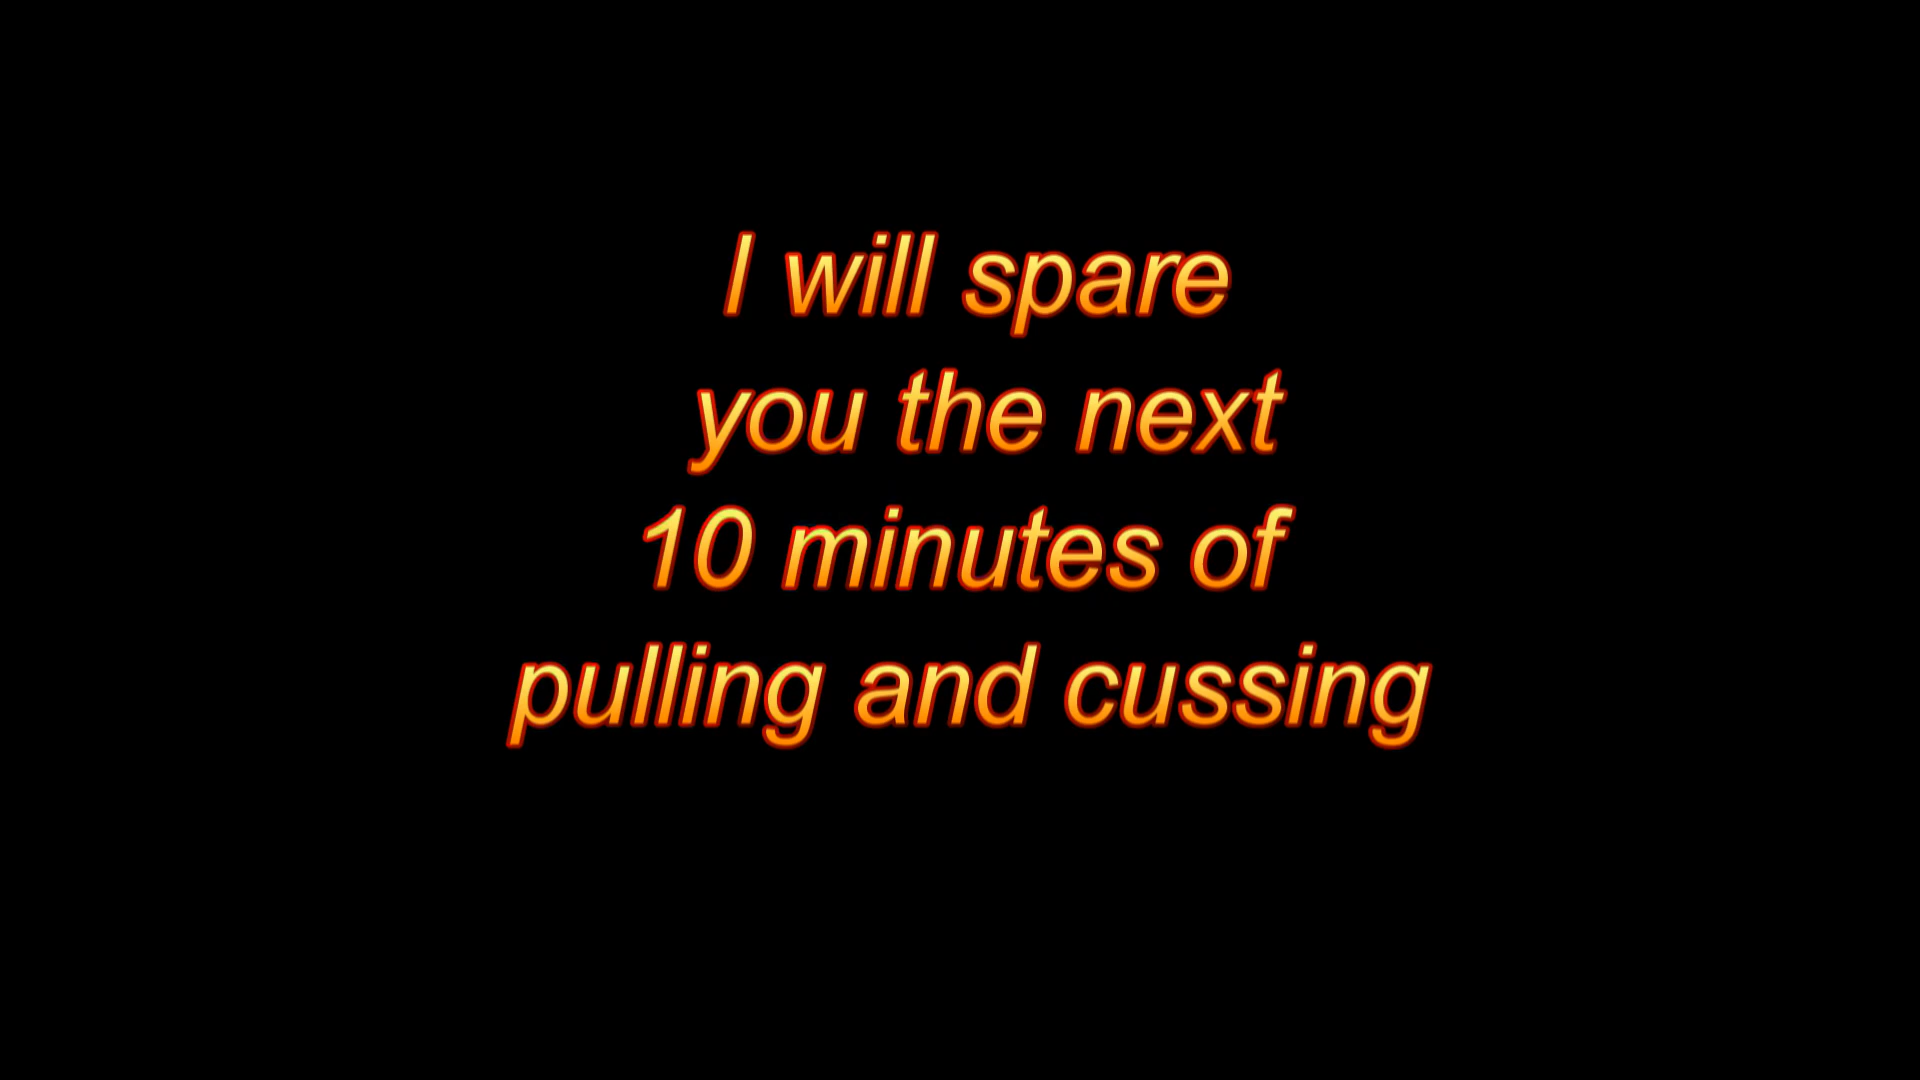 I will spare
you the next
10 minutes of
pulling and cussing